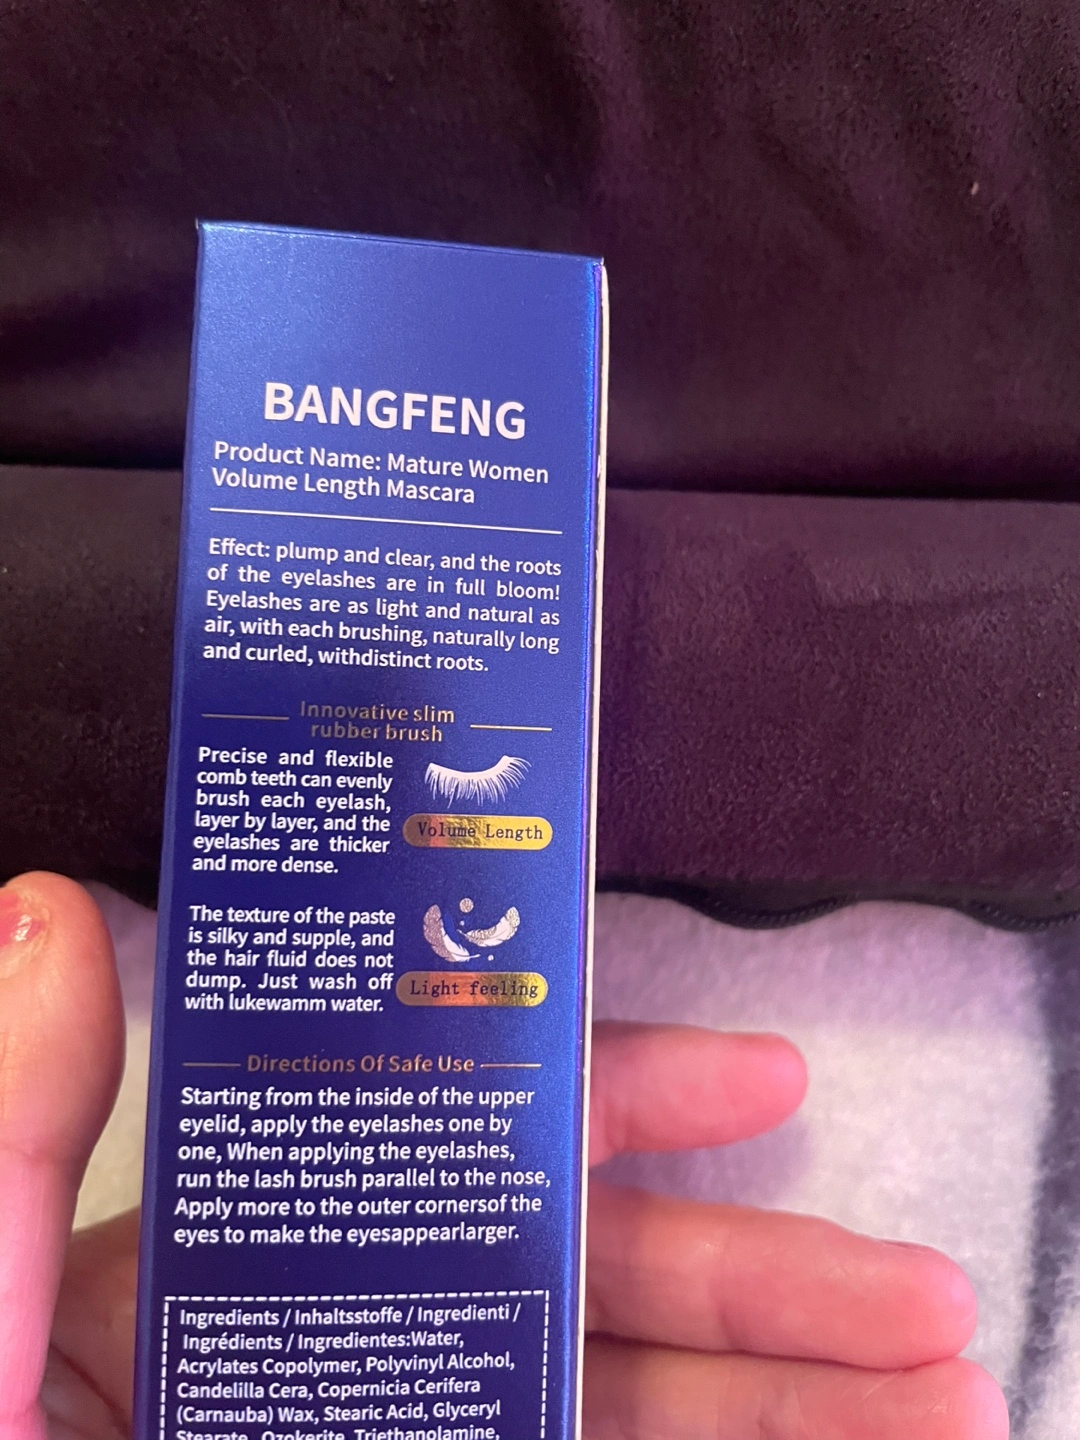 BANGFENG
Product Name: Mature Women
Volume Length Mascara
Effect: plump and clear, and the roots
of the eyelashes are in full bloom!
Eyelashes are as light and natural as
air, with each brushing, naturally long
and curled, withdistinct roots.
Innovative slim
rubber brush
Precise and flexible
comb teeth can evenly
brush each eyelash,
layer by layer, and the
eyelashes are thicker
and more dense.
Volume Length
The texture of the paste
is silky and supple, and
the hair fluid does not
dump. Just wash off
with lukewamm water.
Light feeling
Directions Of Safe Use
Starting from the inside of the upper
eyelid, apply the eyelashes one by
one, When applying the eyelashes,
run the lash brush parallel to the nose,
Apply more to the outer cornersof the
eyes to make the eyesappearlarger.
Ingredients / Inhaltsstoffe / Ingredienti /
Ingrédients / Ingredientes:Water,
Acrylates Copolymer, Polyvinyl Alcohol,
Candelilla Cera, Copernicia Cerifera
(Carnauba) Wax, Stearic Acid, Glyceryl
Stearate, Ozokerite, Triethanolamine,